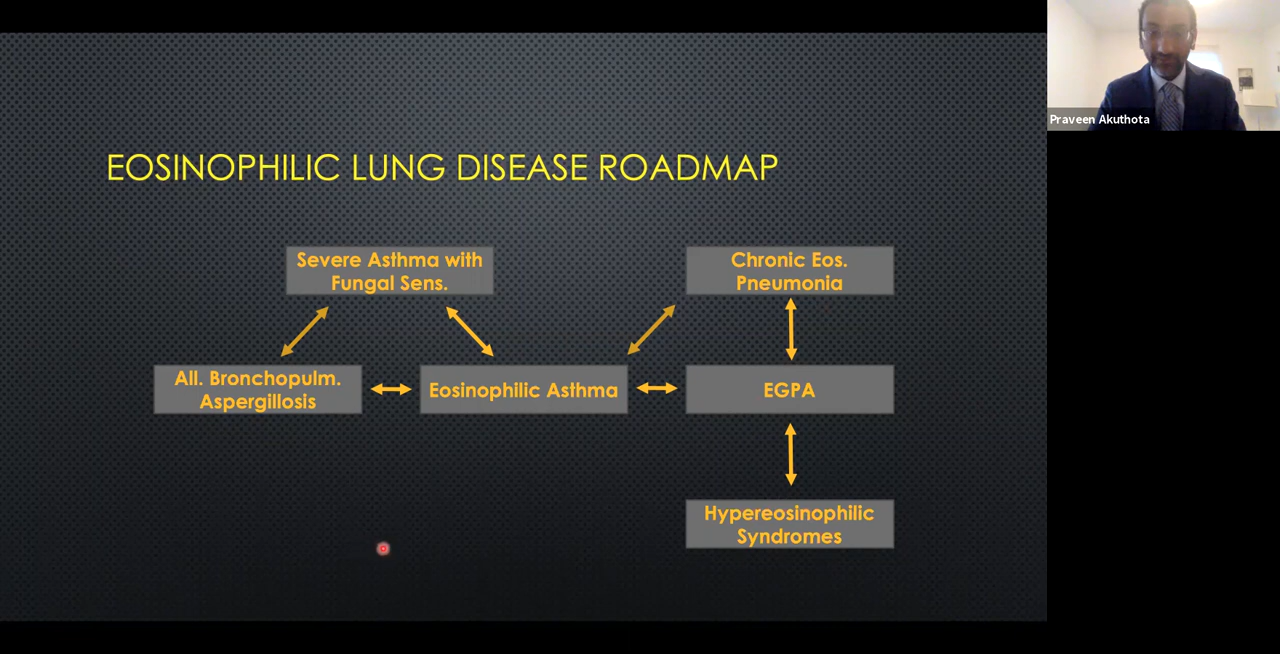 Praveen Akuthota
EOSINOPHILIC LUNG DISEASE ROADMAP
Severe Asthma with
Fungal Sens.
Chronic Eos.
Pneumonia
All. Bronchopulm.
Aspergillosis
Eosinophilic Asthma
EGPA
Hypereosinophilic
Syndromes